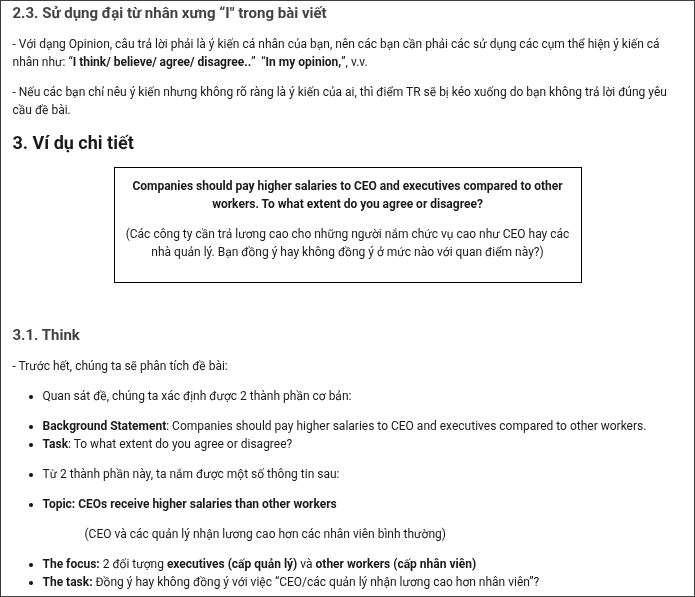 2.3. Sử dụng đại từ nhân xưng “I" trong bài viết
- Với dạng Opinion, câu trả lời phải là ý kiến cá nhân của bạn, nên các bạn cần phải các sử dụng các cụm thể hiện ý kiến cá
nhân như: “I think/ believe/ agree/ disagree..” “In my opinion,”, v.v.
- Nếu các bạn chỉ nêu ý kiến nhưng không rõ ràng là ý kiến của ai, thì điểm TR sẽ bị kéo xuống do bạn không trả lời đúng yêu
cầu đề bài.
3. Ví dụ chi tiết
Companies should pay higher salaries to CEO and executives compared to other
workers. To what extent do you agree or disagree?
(Các công ty cần trả lương cao cho những người nắm chức vụ cao như CEO hay các
nhà quản lý. Bạn đồng ý hay không đồng ý ở mức nào với quan điểm này?)
3.1. Think
- Trước hết, chúng ta sẽ phân tích đề bài:
• Quan sát đề, chúng ta xác định được 2 thành phần cơ bản:
• Background Statement: Companies should pay higher salaries to CEO and executives compared to other workers.
• Task: To what extent do you agree or disagree?
• Từ 2 thành phần này, ta nắm được một số thông tin sau:
• Topic: CEOs receive higher salaries than other workers
(CEO và các quản lý nhận lương cao hơn các nhân viên bình thường)
• The focus: 2 đối tượng executives (cấp quản lý) và other workers (cấp nhân viên)
• The task: Đồng ý hay không đồng ý với việc “CEO/các quản lý nhận lương cao hơn nhân viên”?